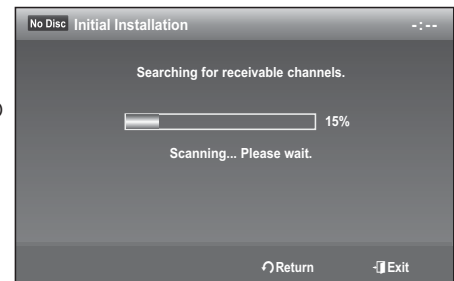 No Disc Initial Installation -:--
Searching for receivable channels.
15%
Scanning... Please wait.
Return Exit